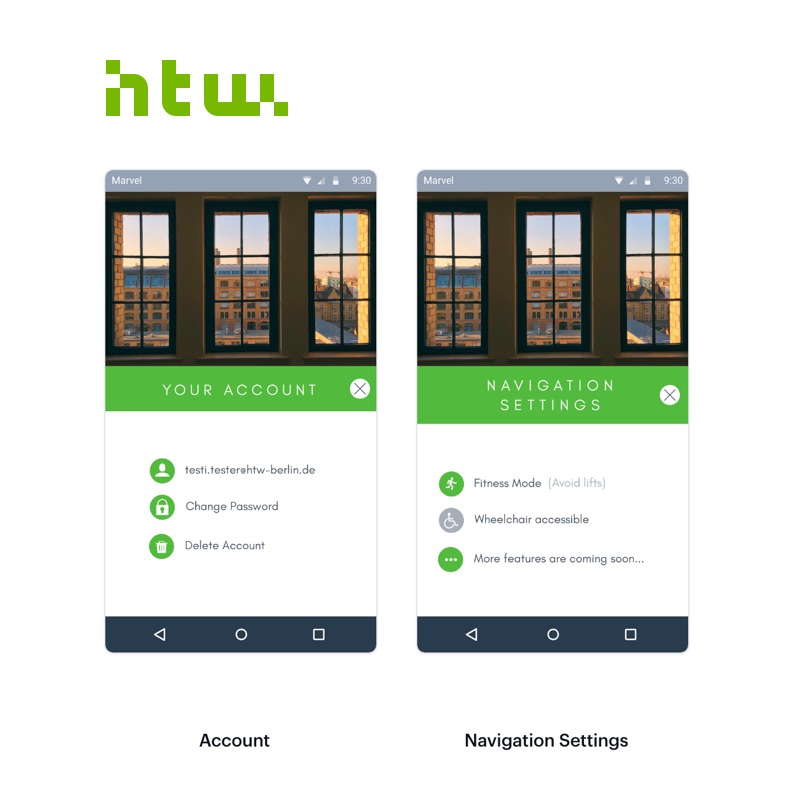 htw.
Marvel 9:30
YOUR ACCOUNT
testi.tester@htw-berlin.de
Change Password
Delete Account
Marvel 9:30
NAVIGATION
SETTINGS
Fitness Mode (Avoid lifts)
Wheelchair accessible
More features are coming soon...
Account
Navigation Settings